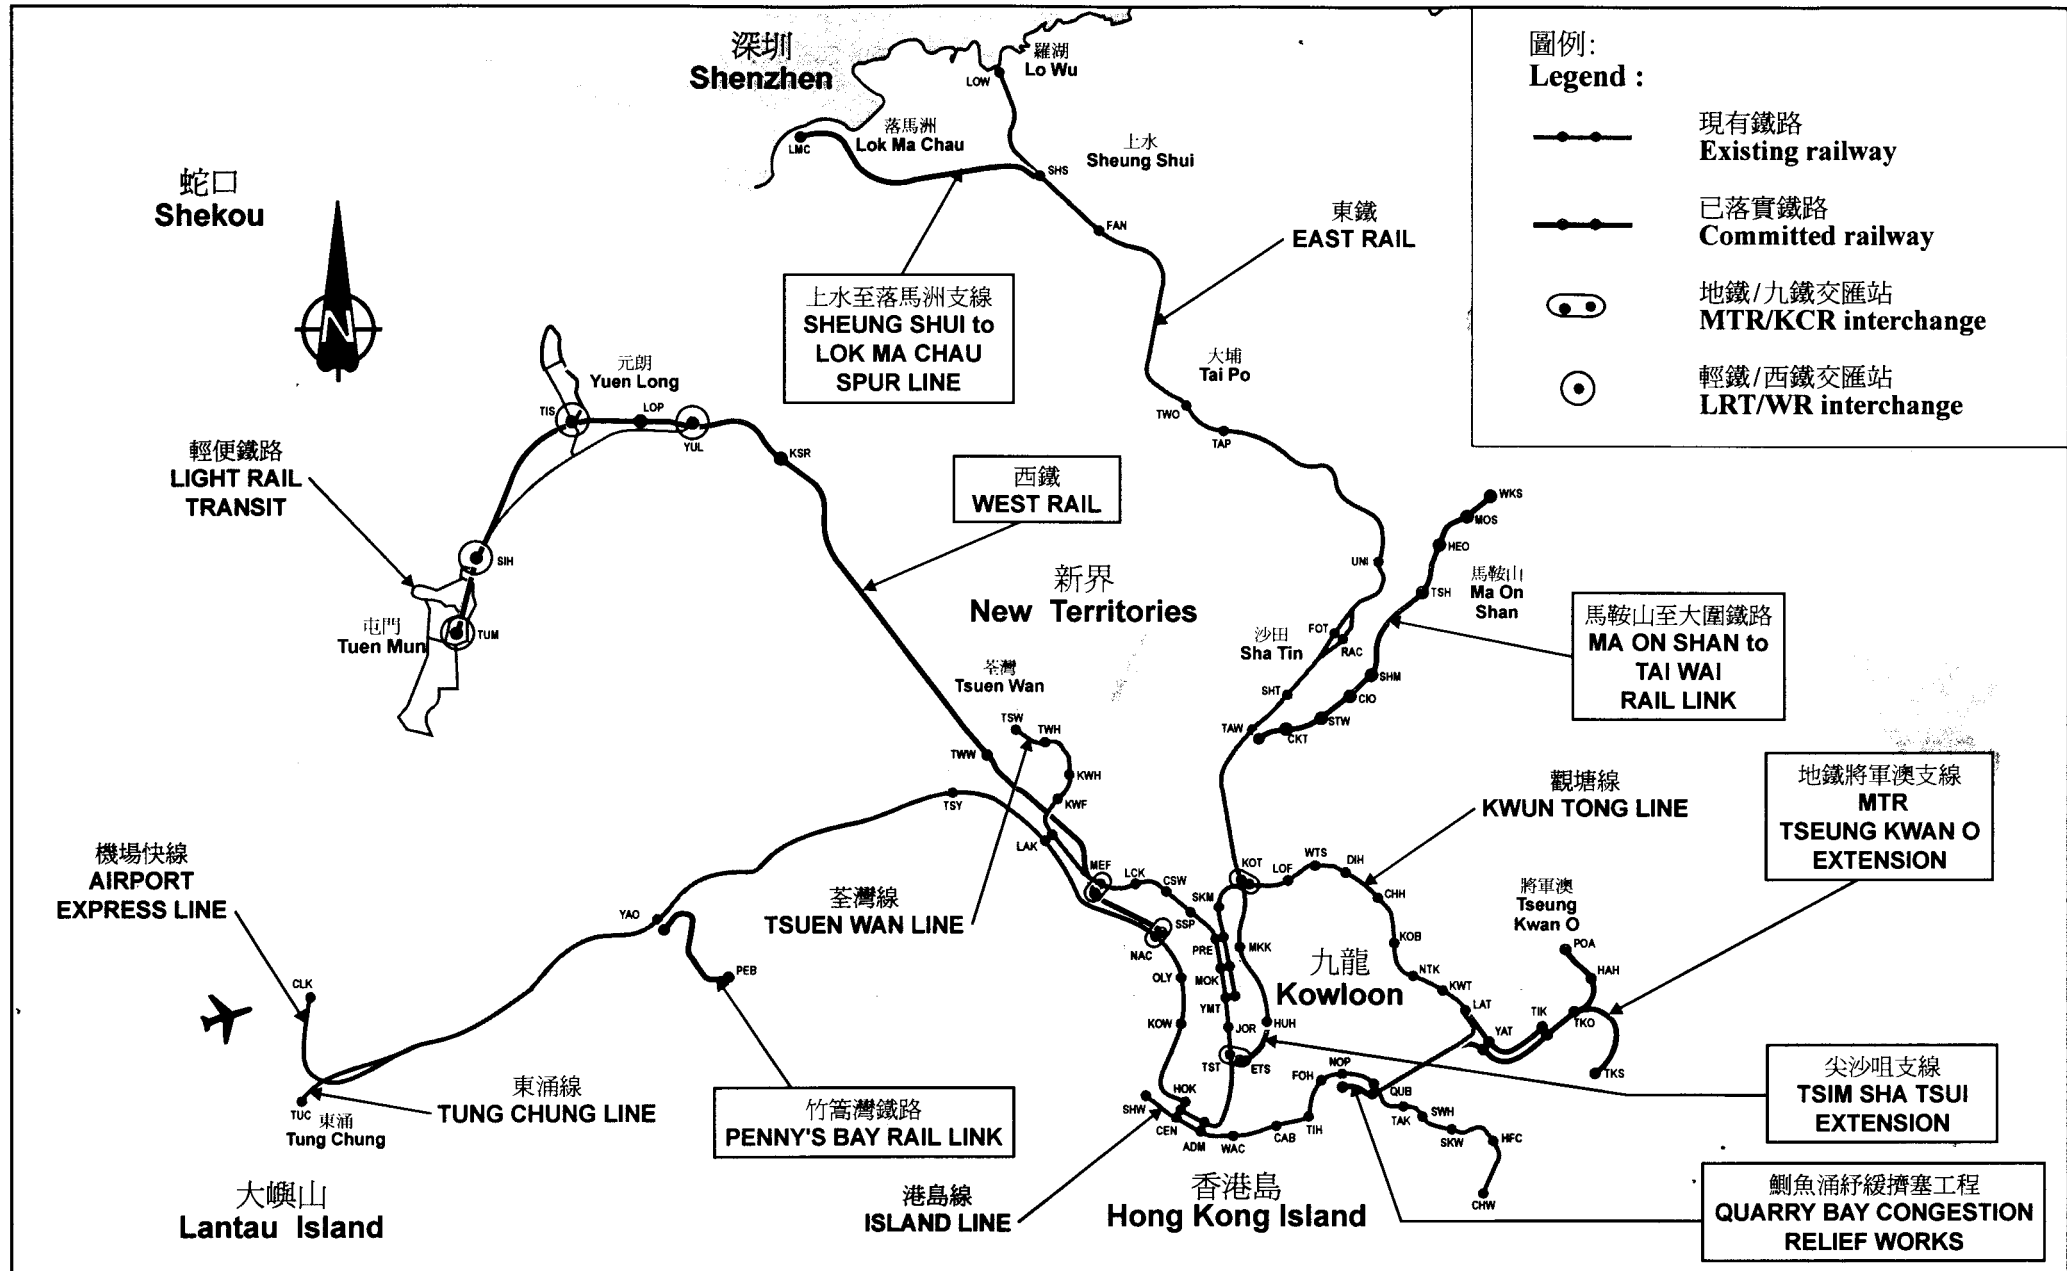 深圳
Shenzhen
羅湖
Lo Wu
LOW
落馬洲
Lok Ma Chau
LMC
上水
Sheung Shui
SHS
蛇口
Shekou
N
FAN
東鐵
EAST RAIL
上水至落馬洲支線
SHEUNG SHUI to
LOK MA CHAU
SPUR LINE
圖例:
Legend :
現有鐵路
Existing railway
已落實鐵路
Committed railway
地鐵/九鐵交匯站
MTR/KCR interchange
輕鐵/西鐵交匯站
LRT/WR interchange
元朗
Yuen Long
TIS
LOP
YUL
KSR
大埔
Tai Po
TWO
TAP
輕便鐵路
LIGHT RAIL
TRANSIT
西鐵
WEST RAIL
SIH
屯門
Tuen Mun
TUM
新界
New Territories
WKS
MOS
HEO
UNI
TSH
馬鞍山
Ma On
Shan
馬鞍山至大圍鐵路
MA ON SHAN to
TAI WAI
RAIL LINK
沙田
Sha Tin
FOT
RAC
SHM
CIO
SHT
STW
TAW
CKT
荃灣
Tsuen Wan
TSW
TWH
TWW
KWH
KWF
TSY
LAK
觀塘線
KWUN TONG LINE
地鐵將軍澳支線
MTR
TSEUNG KWAN O
EXTENSION
機場快線
AIRPORT
EXPRESS LINE
荃灣線
TSUEN WAN LINE
MEF
LCK
CSW
SSP
SKM
KOT
LOF
WTS
DIH
CHH
將軍澳
Tseung
Kwan O
POA
HAH
YAO
PEB
NAC
PRE
MKK
KOB
九龍
Kowloon
CLK
OLY
MOK
NTK
KWT
YMT
LAT
TIK
TKO
KOW
JOR
HUH
YAT
TST
ETS
TKS
東涌線
TUNG CHUNG LINE
TUC
東涌
Tung Chung
竹篙灣鐵路
PENNY'S BAY RAIL LINK
尖沙咀支線
TSIM SHA TSUI
EXTENSION
SHW
HOK
CEN
ADM
WAC
CAB
TIH
FOH
NOP
QUB
TAK
SWH
SKW
HFC
CHW
大嶼山
Lantau Island
港島線
ISLAND LINE
香港島
Hong Kong Island
鰂魚涌紓緩擠塞工程
QUARRY BAY CONGESTION
RELIEF WORKS